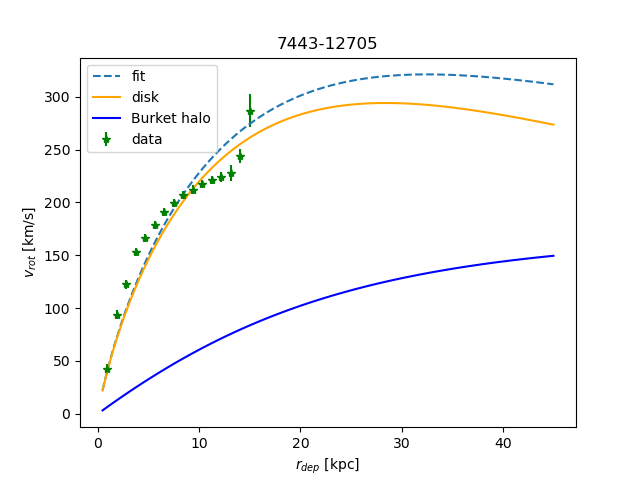 7443-12705
fit
disk
Burket halo
data
300
250
200
150
100
50
0
v_rot [km/s]
0 10 20 30 40
r_dep [kpc]